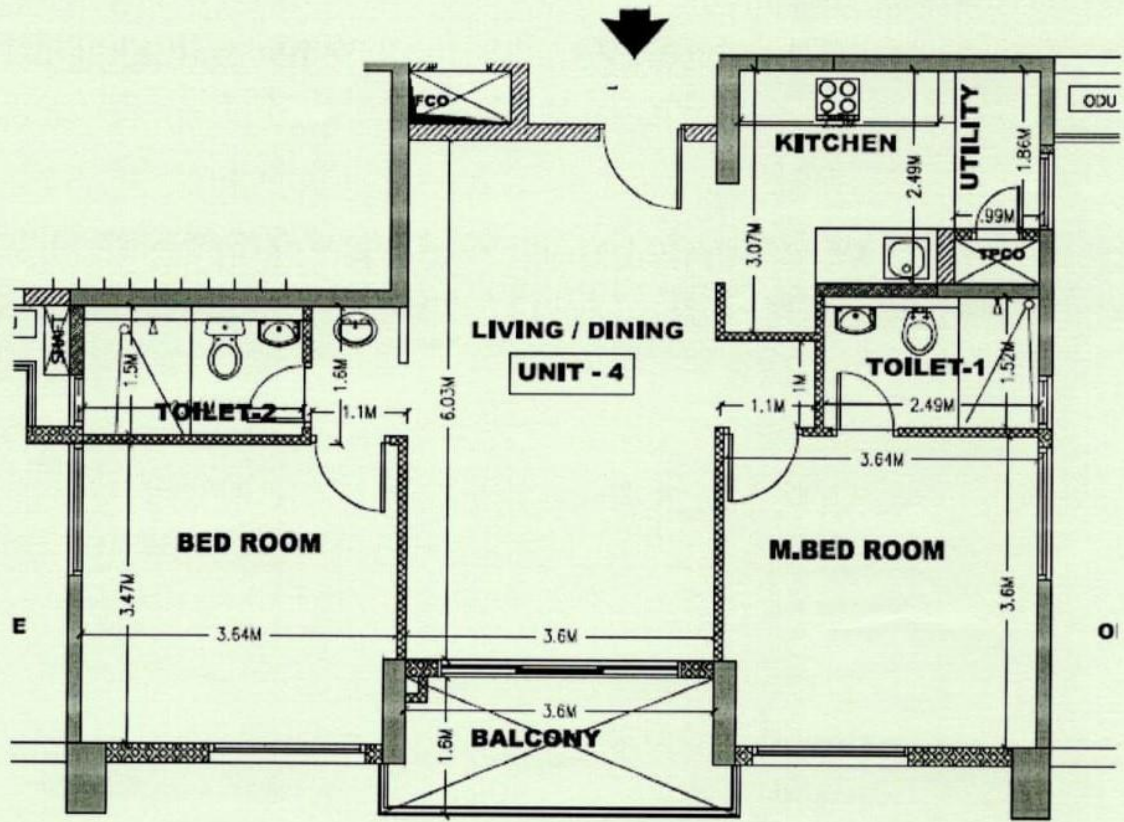 FCO
ODU
KITCHEN
UTILITY
1.86M
2.49M
.99M
3.07M
TPCO
SHAFT
LIVING / DINING
UNIT - 4
TOILET-1
1.52M
2.49M
1.5M
TOILET-2
1.6M
1.1M
6.03M
1.1M
1M
3.64M
BED ROOM
M.BED ROOM
3.47M
3.6M
E
3.64M
3.6M
3.6M
BALCONY
1.6M